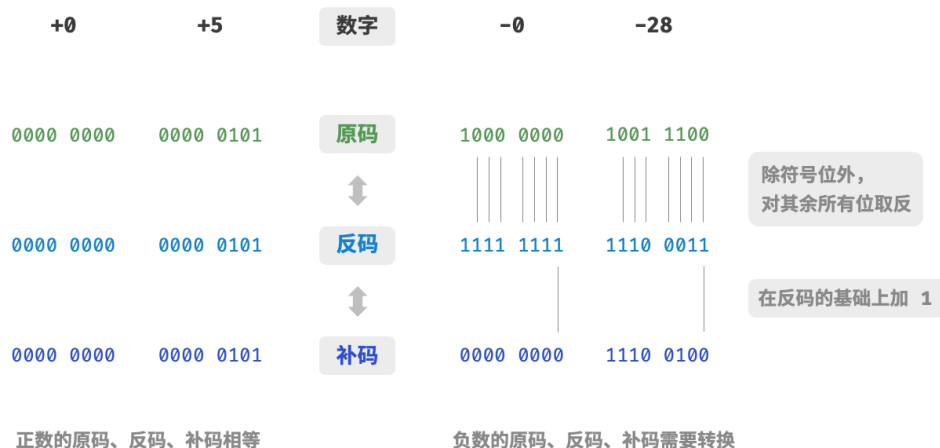 +0 +5 数字 -0 -28
0000 0000 0000 0101 原码 1000 0000 1001 1100
除符号位外，
对其余所有位取反
0000 0000 0000 0101 反码 1111 1111 1110 0011
在反码的基础上加 1
0000 0000 0000 0101 补码 0000 0000 1110 0100
正数的原码、反码、补码相等 负数的原码、反码、补码需要转换